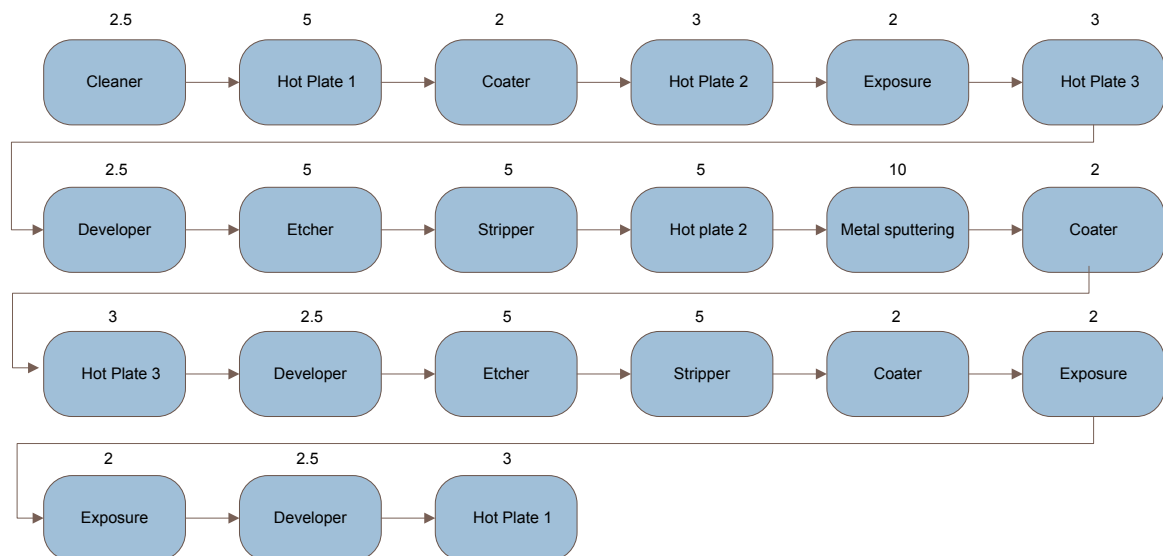 2.5 5 2 3 2 3
Cleaner Hot Plate 1 Coater Hot Plate 2 Exposure Hot Plate 3
2.5 5 5 5 10 2
Developer Etcher Stripper Hot plate 2 Metal sputtering Coater
3 2.5 5 5 2 2
Hot Plate 3 Developer Etcher Stripper Coater Exposure
2 2.5 3
Exposure Developer Hot Plate 1